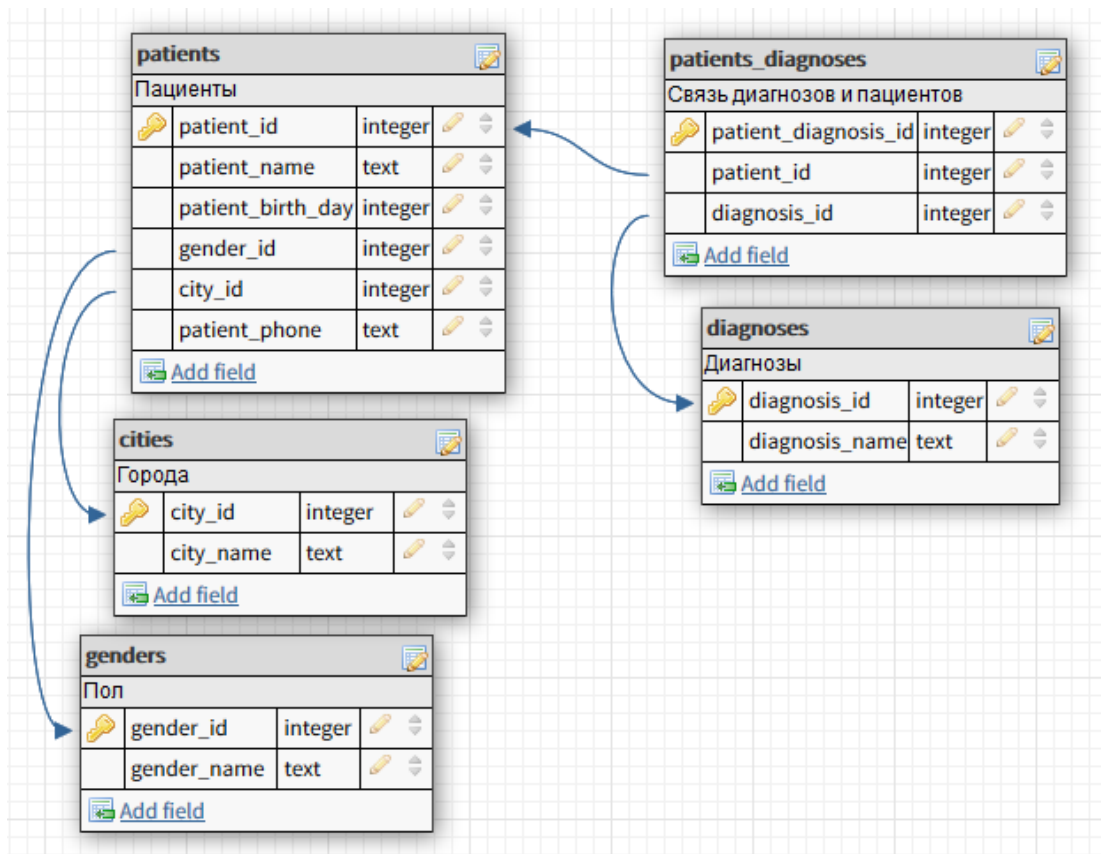 patients
Пациенты
patient_id integer
patient_name text
patient_birth_day integer
gender_id integer
city_id integer
patient_phone text
Add field
patients_diagnoses
Связь диагнозов и пациентов
patient_diagnosis_id integer
patient_id integer
diagnosis_id integer
Add field
diagnoses
Диагнозы
diagnosis_id integer
diagnosis_name text
Add field
cities
Города
city_id integer
city_name text
Add field
genders
Пол
gender_id integer
gender_name text
Add field